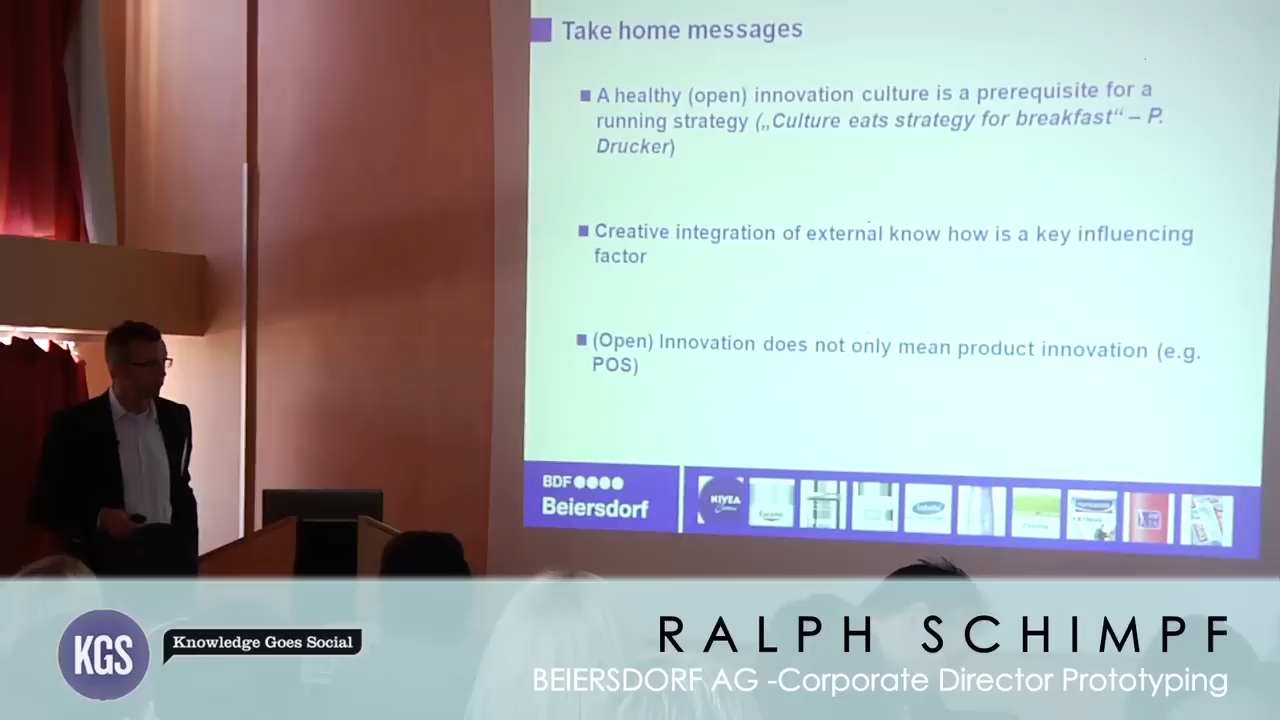 Take home messages
A healthy (open) innovation culture is a prerequisite for a
running strategy („Culture eats strategy for breakfast“ – P.
Drucker)
Creative integration of external know how is a key influencing
factor
(Open) Innovation does not only mean product innovation (e.g.
POS)
BDF
Beiersdorf
NIVEA
Creme
Eucerin
KGS
Knowledge Goes Social
RALPH SCHIMPF
BEIERSDORF AG -Corporate Director Prototyping